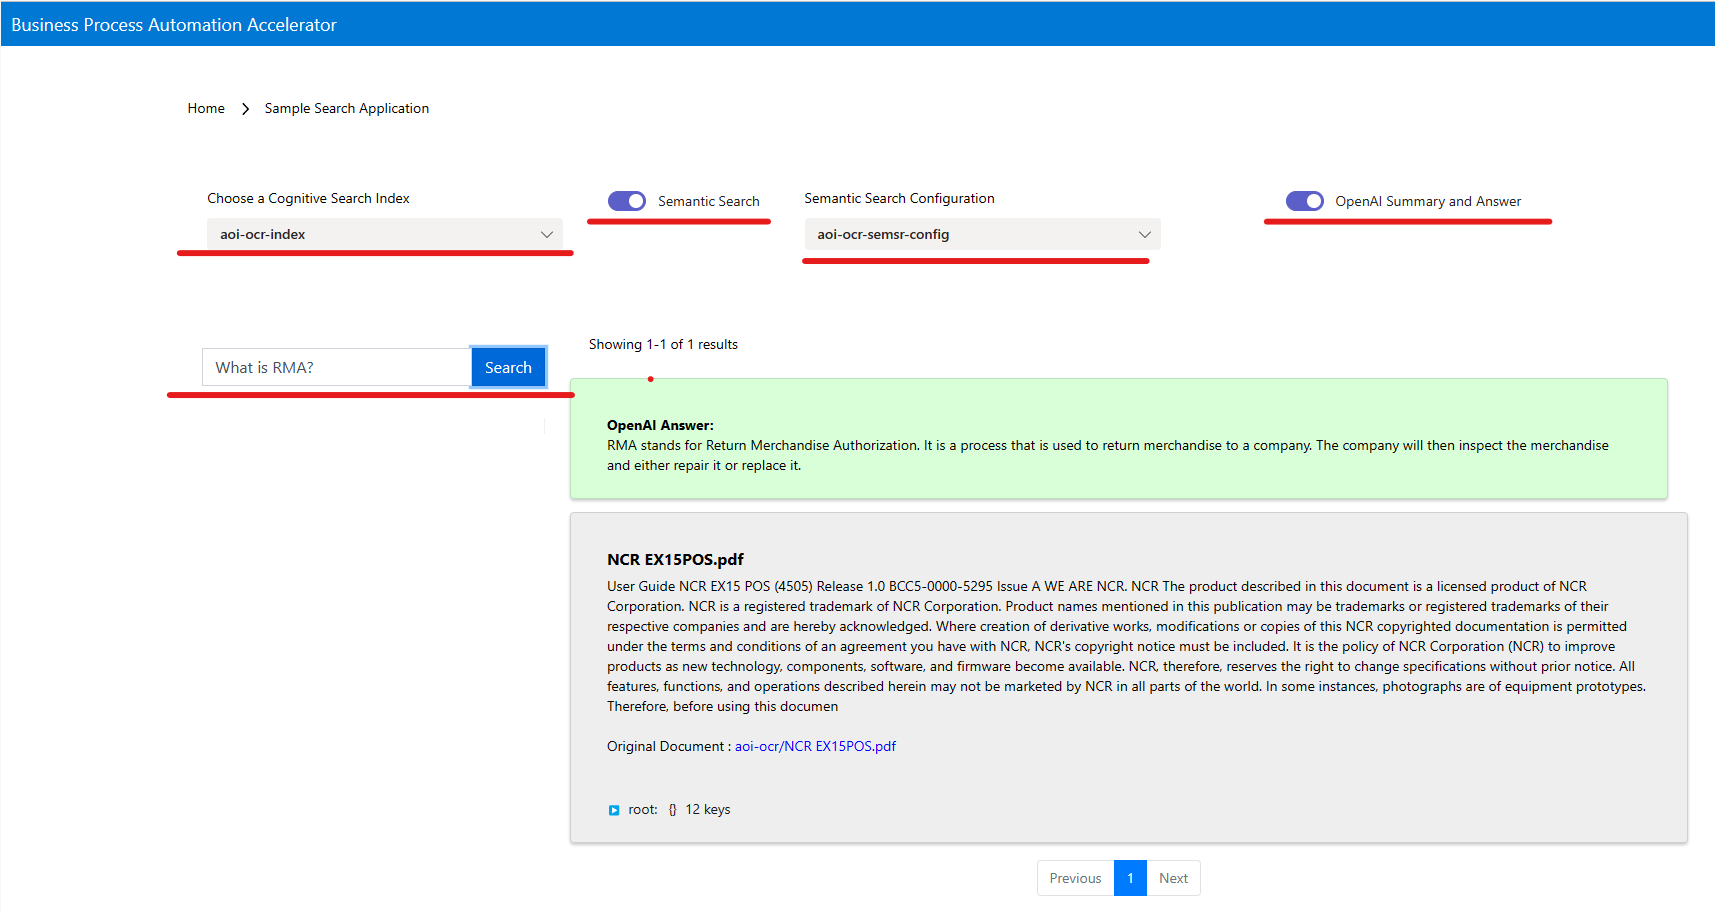 Business Process Automation Accelerator
Home > Sample Search Application
Choose a Cognitive Search Index
aoi-ocr-index
Semantic Search
Semantic Search Configuration
aoi-ocr-semsr-config
OpenAI Summary and Answer
What is RMA?
Search
Showing 1-1 of 1 results
OpenAI Answer:
RMA stands for Return Merchandise Authorization. It is a process that is used to return merchandise to a company. The company will then inspect the merchandise
and either repair it or replace it.
NCR EX15POS.pdf
User Guide NCR EX15 POS (4505) Release 1.0 BCC5-0000-5295 Issue A WE ARE NCR. NCR The product described in this document is a licensed product of NCR
Corporation. NCR is a registered trademark of NCR Corporation. Product names mentioned in this publication may be trademarks or registered trademarks of their
respective companies and are hereby acknowledged. Where creation of derivative works, modifications or copies of this NCR copyrighted documentation is permitted
under the terms and conditions of an agreement you have with NCR, NCR's copyright notice must be included. It is the policy of NCR Corporation (NCR) to improve
products as new technology, components, software, and firmware become available. NCR, therefore, reserves the right to change specifications without prior notice. All
features, functions, and operations described herein may not be marketed by NCR in all parts of the world. In some instances, photographs are of equipment prototypes.
Therefore, before using this documen
Original Document : aoi-ocr/NCR EX15POS.pdf
root: {} 12 keys
Previous 1 Next